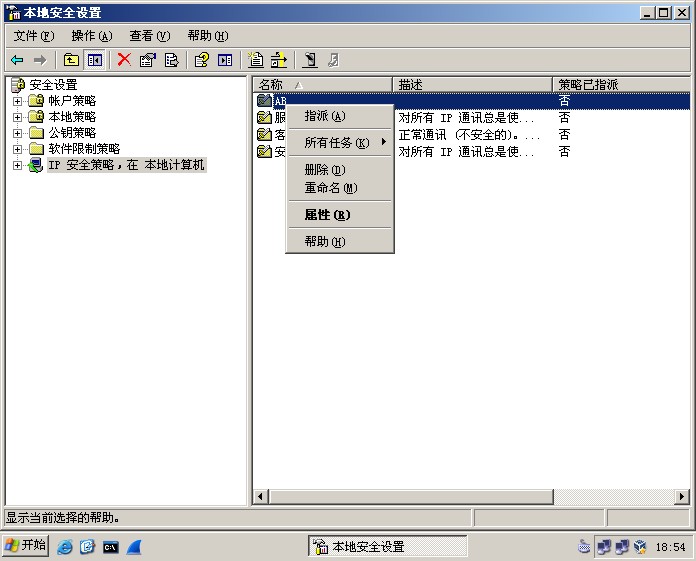 本地安全设置
文件(F) 操作(A) 查看(V) 帮助(H)
安全设置
帐户策略
本地策略
公钥策略
软件限制策略
IP 安全策略，在 本地计算机
名称 描述 策略已指派
AB 否
服 对所有 IP 通讯总是使... 否
客 正常通讯 (不安全的)。... 否
安 对所有 IP 通讯总是使... 否
指派(A)
所有任务(K)
删除(D)
重命名(M)
属性(R)
帮助(H)
显示当前选择的帮助。
开始 本地安全设置 18:54